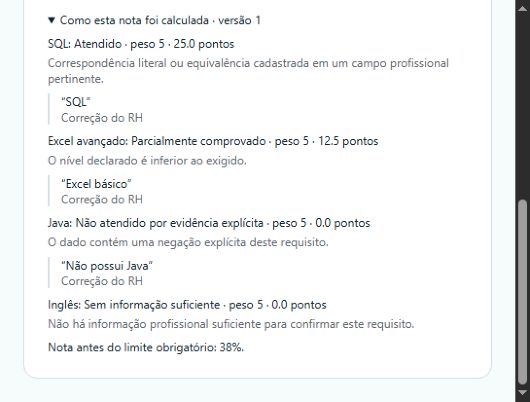 ▼ Como esta nota foi calculada · versão 1
SQL: Atendido · peso 5 · 25.0 pontos
Correspondência literal ou equivalência cadastrada em um campo profissional
pertinente.
“SQL”
Correção do RH
Excel avançado: Parcialmente comprovado · peso 5 · 12.5 pontos
O nível declarado é inferior ao exigido.
“Excel básico”
Correção do RH
Java: Não atendido por evidência explícita · peso 5 · 0.0 pontos
O dado contém uma negação explícita deste requisito.
“Não possui Java”
Correção do RH
Inglês: Sem informação suficiente · peso 5 · 0.0 pontos
Não há informação profissional suficiente para confirmar este requisito.
Nota antes do limite obrigatório: 38%.